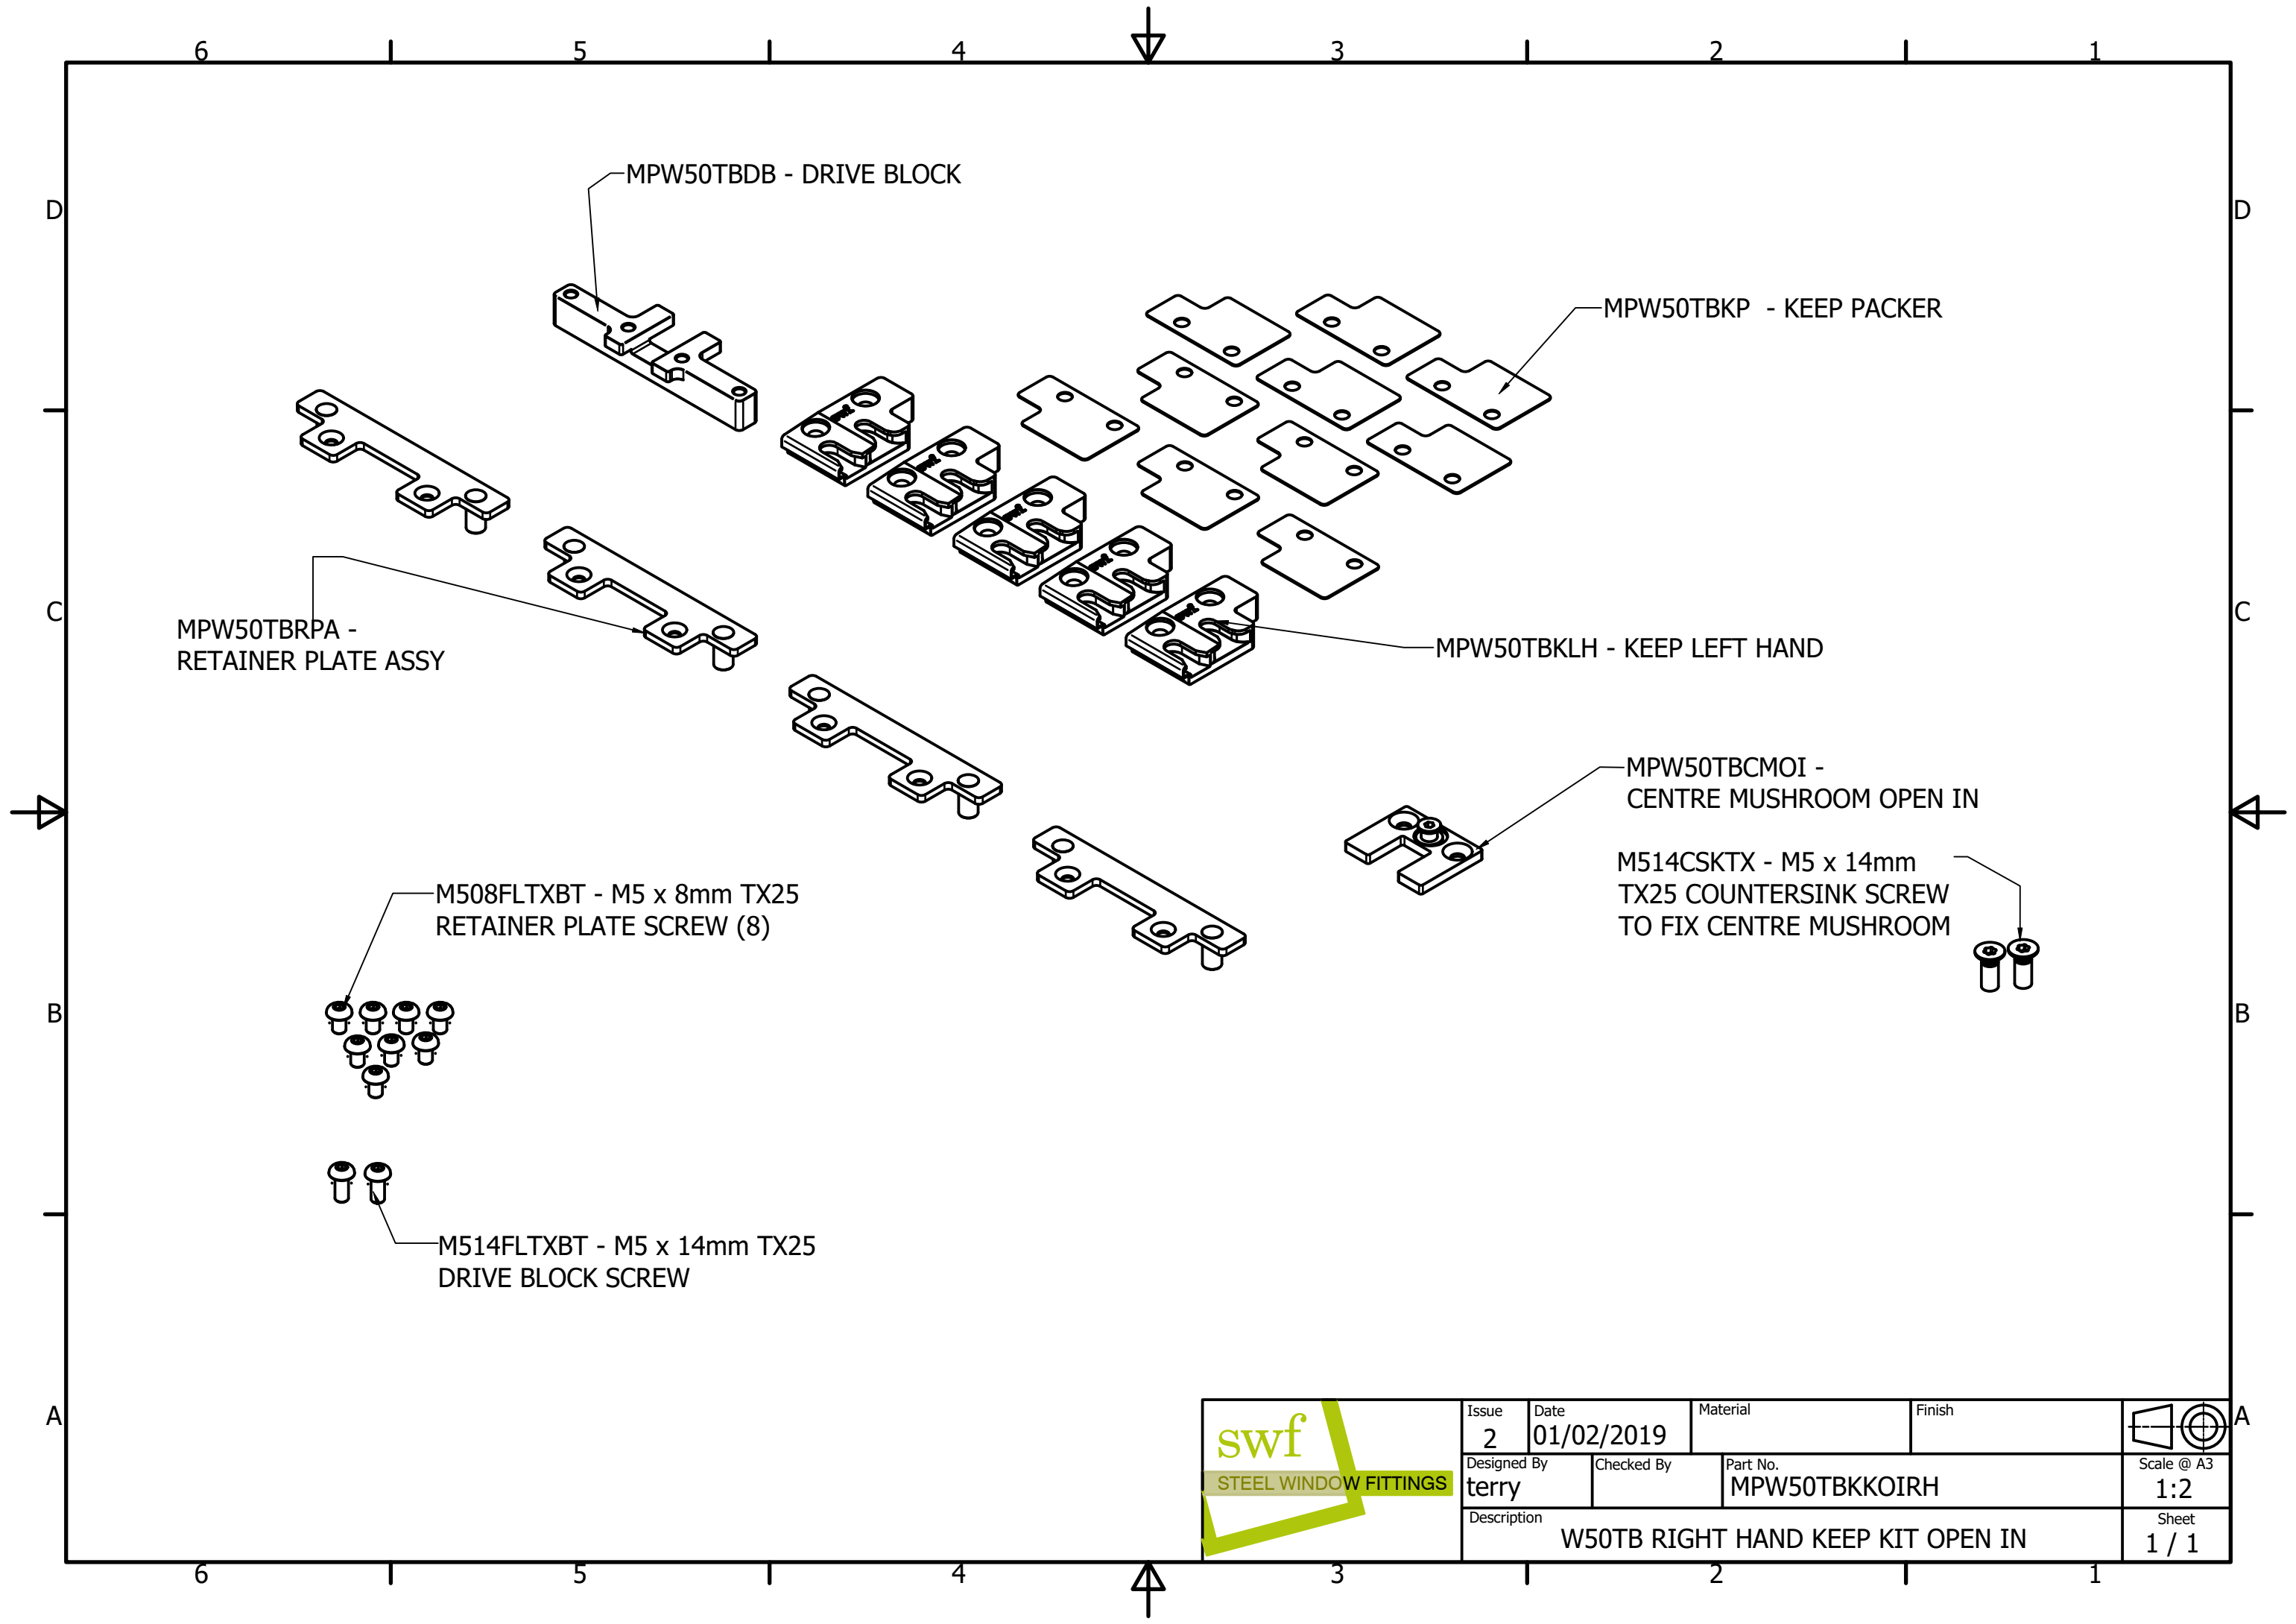 6 5 4 3 2 1
D D
MPW50TBDB - DRIVE BLOCK
MPW50TBKP - KEEP PACKER
C C
MPW50TBRPA -
RETAINER PLATE ASSY
MPW50TBKLH - KEEP LEFT HAND
MPW50TBCMOI -
CENTRE MUSHROOM OPEN IN
M514CSKTX - M5 x 14mm
TX25 COUNTERSINK SCREW
TO FIX CENTRE MUSHROOM
M508FLTXBT - M5 x 8mm TX25
RETAINER PLATE SCREW (8)
B B
M514FLTXBT - M5 x 14mm TX25
DRIVE BLOCK SCREW
A A
swf
STEEL WINDOW FITTINGS
Issue Date Material Finish
2 01/02/2019
Designed By Checked By Part No. Scale @ A3
terry MPW50TBKKOIRH 1:2
Description Sheet
W50TB RIGHT HAND KEEP KIT OPEN IN 1 / 1
6 5 4 3 2 1